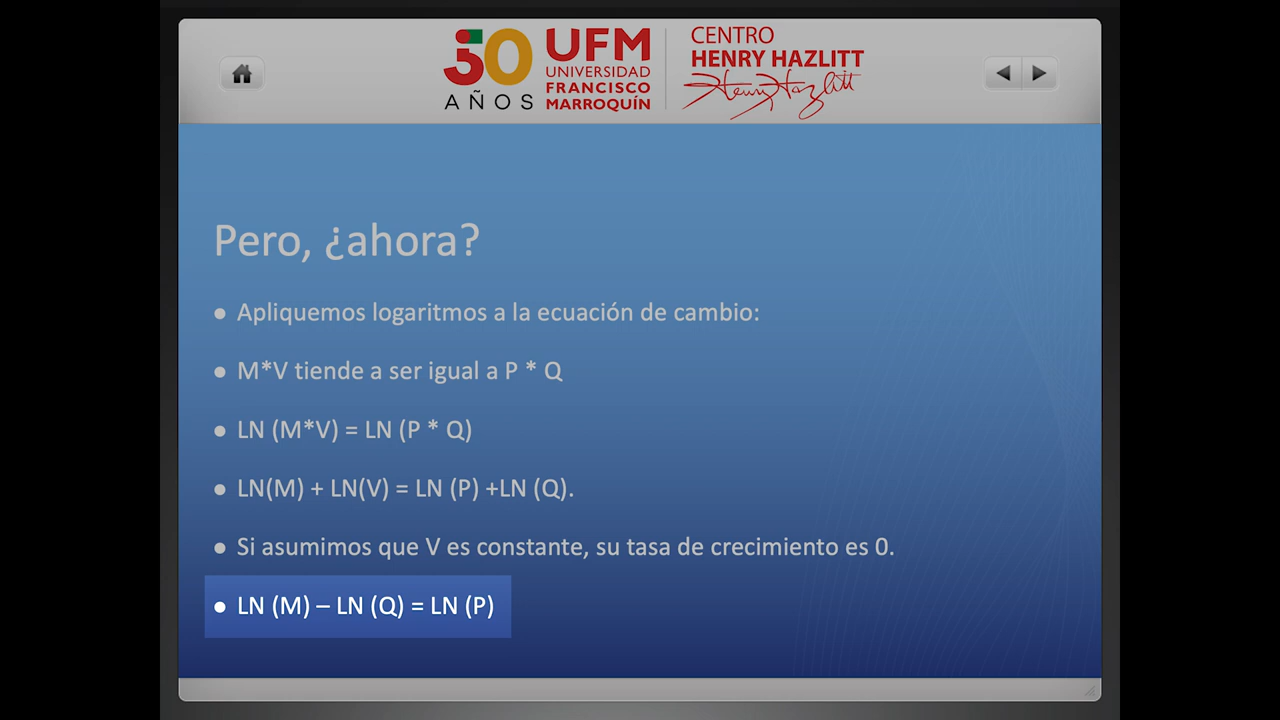 50
AÑOS
UFM
UNIVERSIDAD
FRANCISCO
MARROQUÍN
CENTRO
HENRY HAZLITT
Henry Hazlitt
Pero, ¿ahora?
• Apliquemos logaritmos a la ecuación de cambio:
• M*V tiende a ser igual a P * Q
• LN (M*V) = LN (P * Q)
• LN(M) + LN(V) = LN (P) +LN (Q).
• Si asumimos que V es constante, su tasa de crecimiento es 0.
• LN (M) – LN (Q) = LN (P)